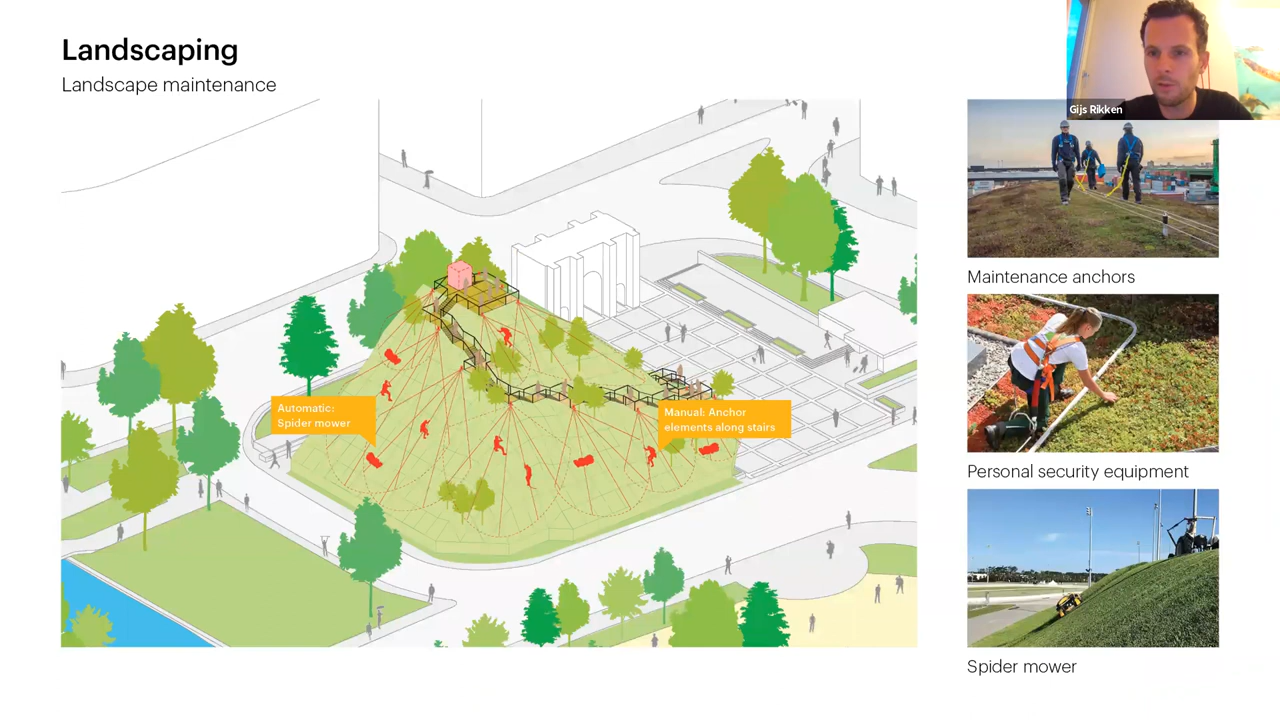 Landscaping
Landscape maintenance
Gijs Rikken
Automatic:
Spider mower
Manual: Anchor
elements along stairs
Maintenance anchors
Personal security equipment
Spider mower